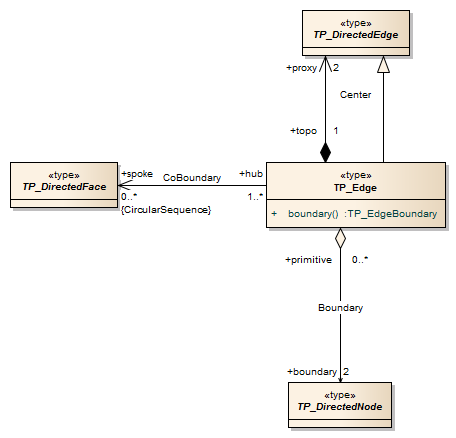 «type»
TP_DirectedEdge
+proxy 2
Center
+topo 1
«type»
TP_DirectedFace
+spoke CoBoundary +hub
0..* 1..*
{CircularSequence}
«type»
TP_Edge
+ boundary() :TP_EdgeBoundary
+primitive 0..*
Boundary
+boundary 2
«type»
TP_DirectedNode